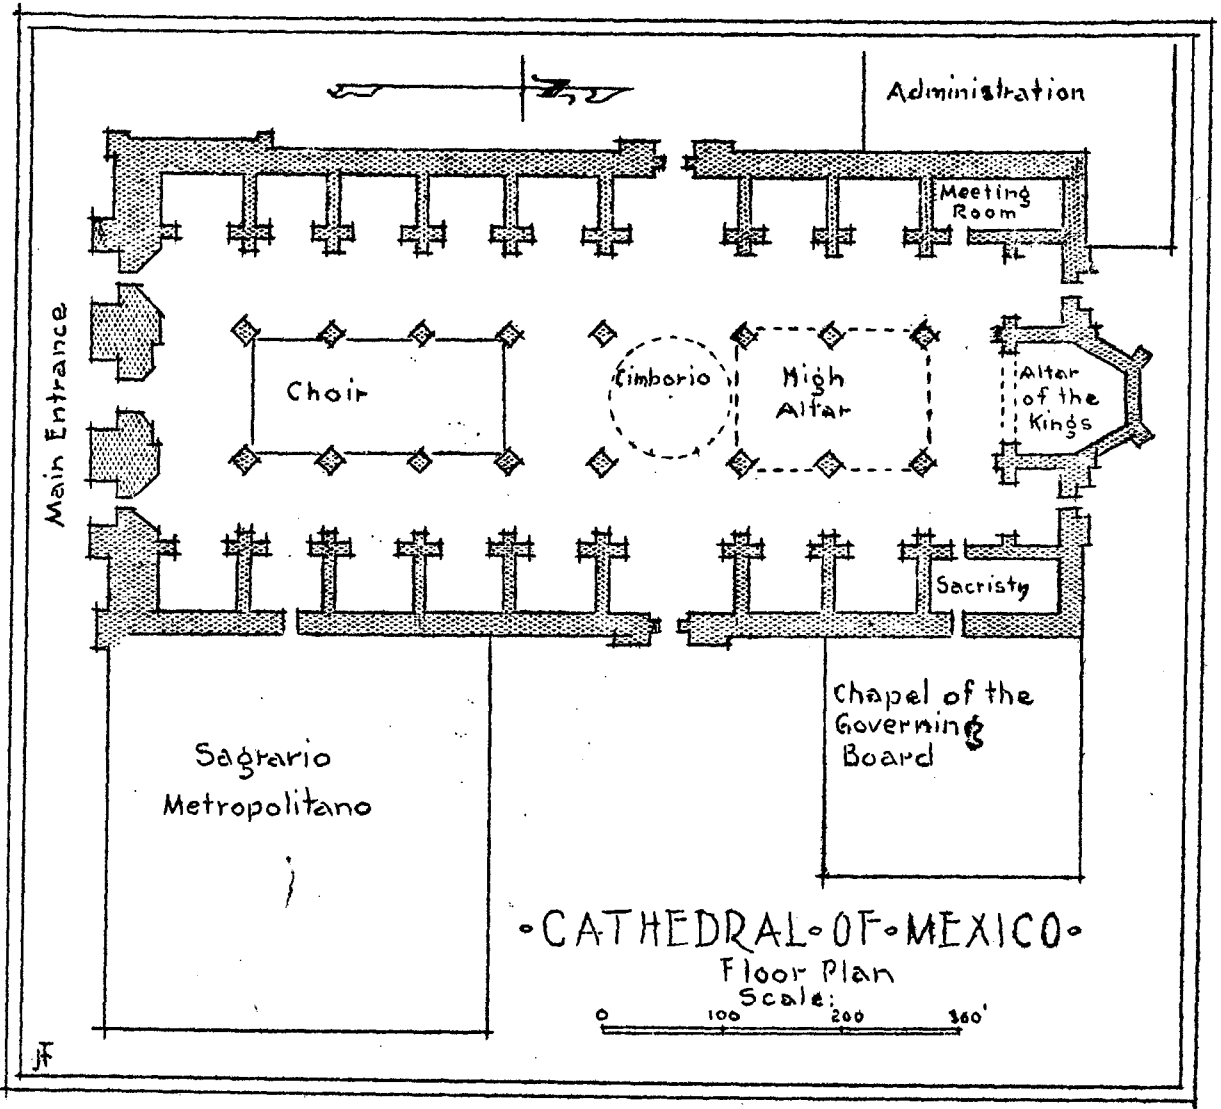 Administration
Meeting
Room
Main Entrance
Choir
Cimborio
High
Altar
Altar
of the
Kings
Sacristy
Chapel of the
Governing
Board
Sagrario
Metropolitano
·CATHEDRAL·OF·MEXICO·
Floor Plan
Scale:
0 100 200 300'